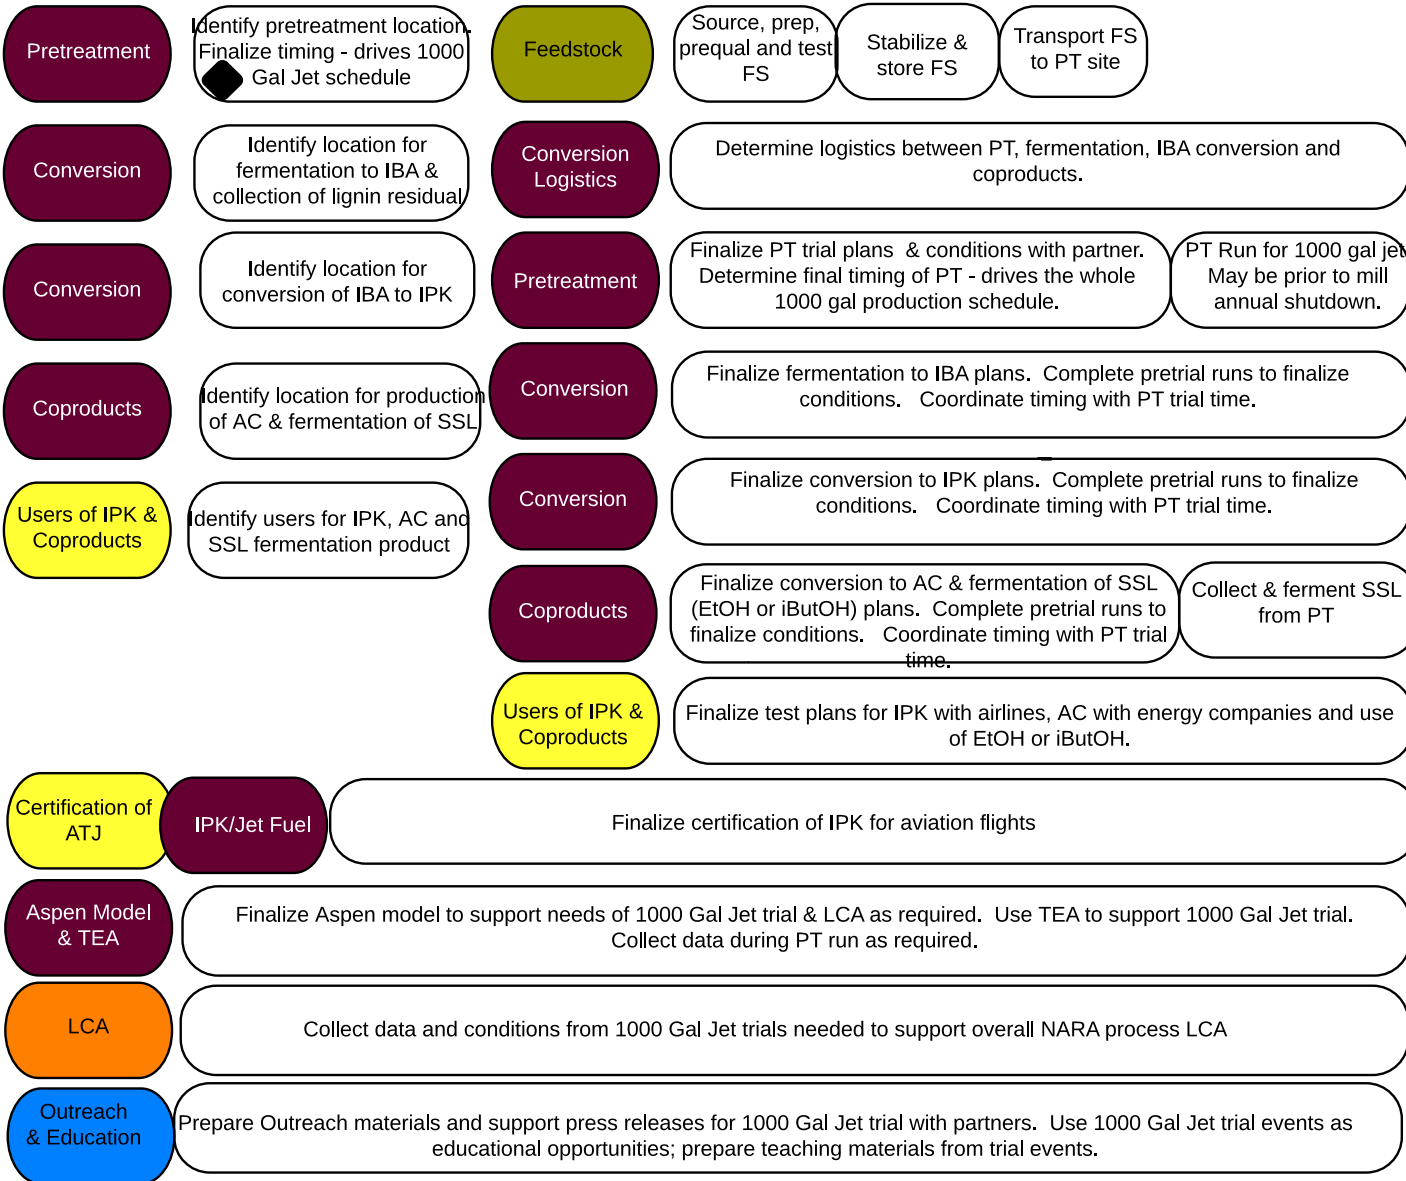 Pretreatment
Identify pretreatment location.
Finalize timing - drives 1000
Gal Jet schedule
Feedstock
Source, prep,
prequal and test
FS
Stabilize &
store FS
Transport FS
to PT site
Conversion
Identify location for
fermentation to IBA &
collection of lignin residual
Conversion
Logistics
Determine logistics between PT, fermentation, IBA conversion and
coproducts.
Conversion
Identify location for
conversion of IBA to IPK
Pretreatment
Finalize PT trial plans & conditions with partner.
Determine final timing of PT - drives the whole
1000 gal production schedule.
PT Run for 1000 gal jet
May be prior to mill
annual shutdown.
Coproducts
Identify location for production
of AC & fermentation of SSL
Conversion
Finalize fermentation to IBA plans. Complete pretrial runs to finalize
conditions. Coordinate timing with PT trial time.
Users of IPK &
Coproducts
Identify users for IPK, AC and
SSL fermentation product
Conversion
Finalize conversion to IPK plans. Complete pretrial runs to finalize
conditions. Coordinate timing with PT trial time.
Coproducts
Finalize conversion to AC & fermentation of SSL
(EtOH or iButOH) plans. Complete pretrial runs to
finalize conditions. Coordinate timing with PT trial
time.
Collect & ferment SSL
from PT
Users of IPK &
Coproducts
Finalize test plans for IPK with airlines, AC with energy companies and use
of EtOH or iButOH.
Certification of
ATJ
IPK/Jet Fuel
Finalize certification of IPK for aviation flights
Aspen Model
& TEA
Finalize Aspen model to support needs of 1000 Gal Jet trial & LCA as required. Use TEA to support 1000 Gal Jet trial.
Collect data during PT run as required.
LCA
Collect data and conditions from 1000 Gal Jet trials needed to support overall NARA process LCA
Outreach
& Education
Prepare Outreach materials and support press releases for 1000 Gal Jet trial with partners. Use 1000 Gal Jet trial events as
educational opportunities; prepare teaching materials from trial events.